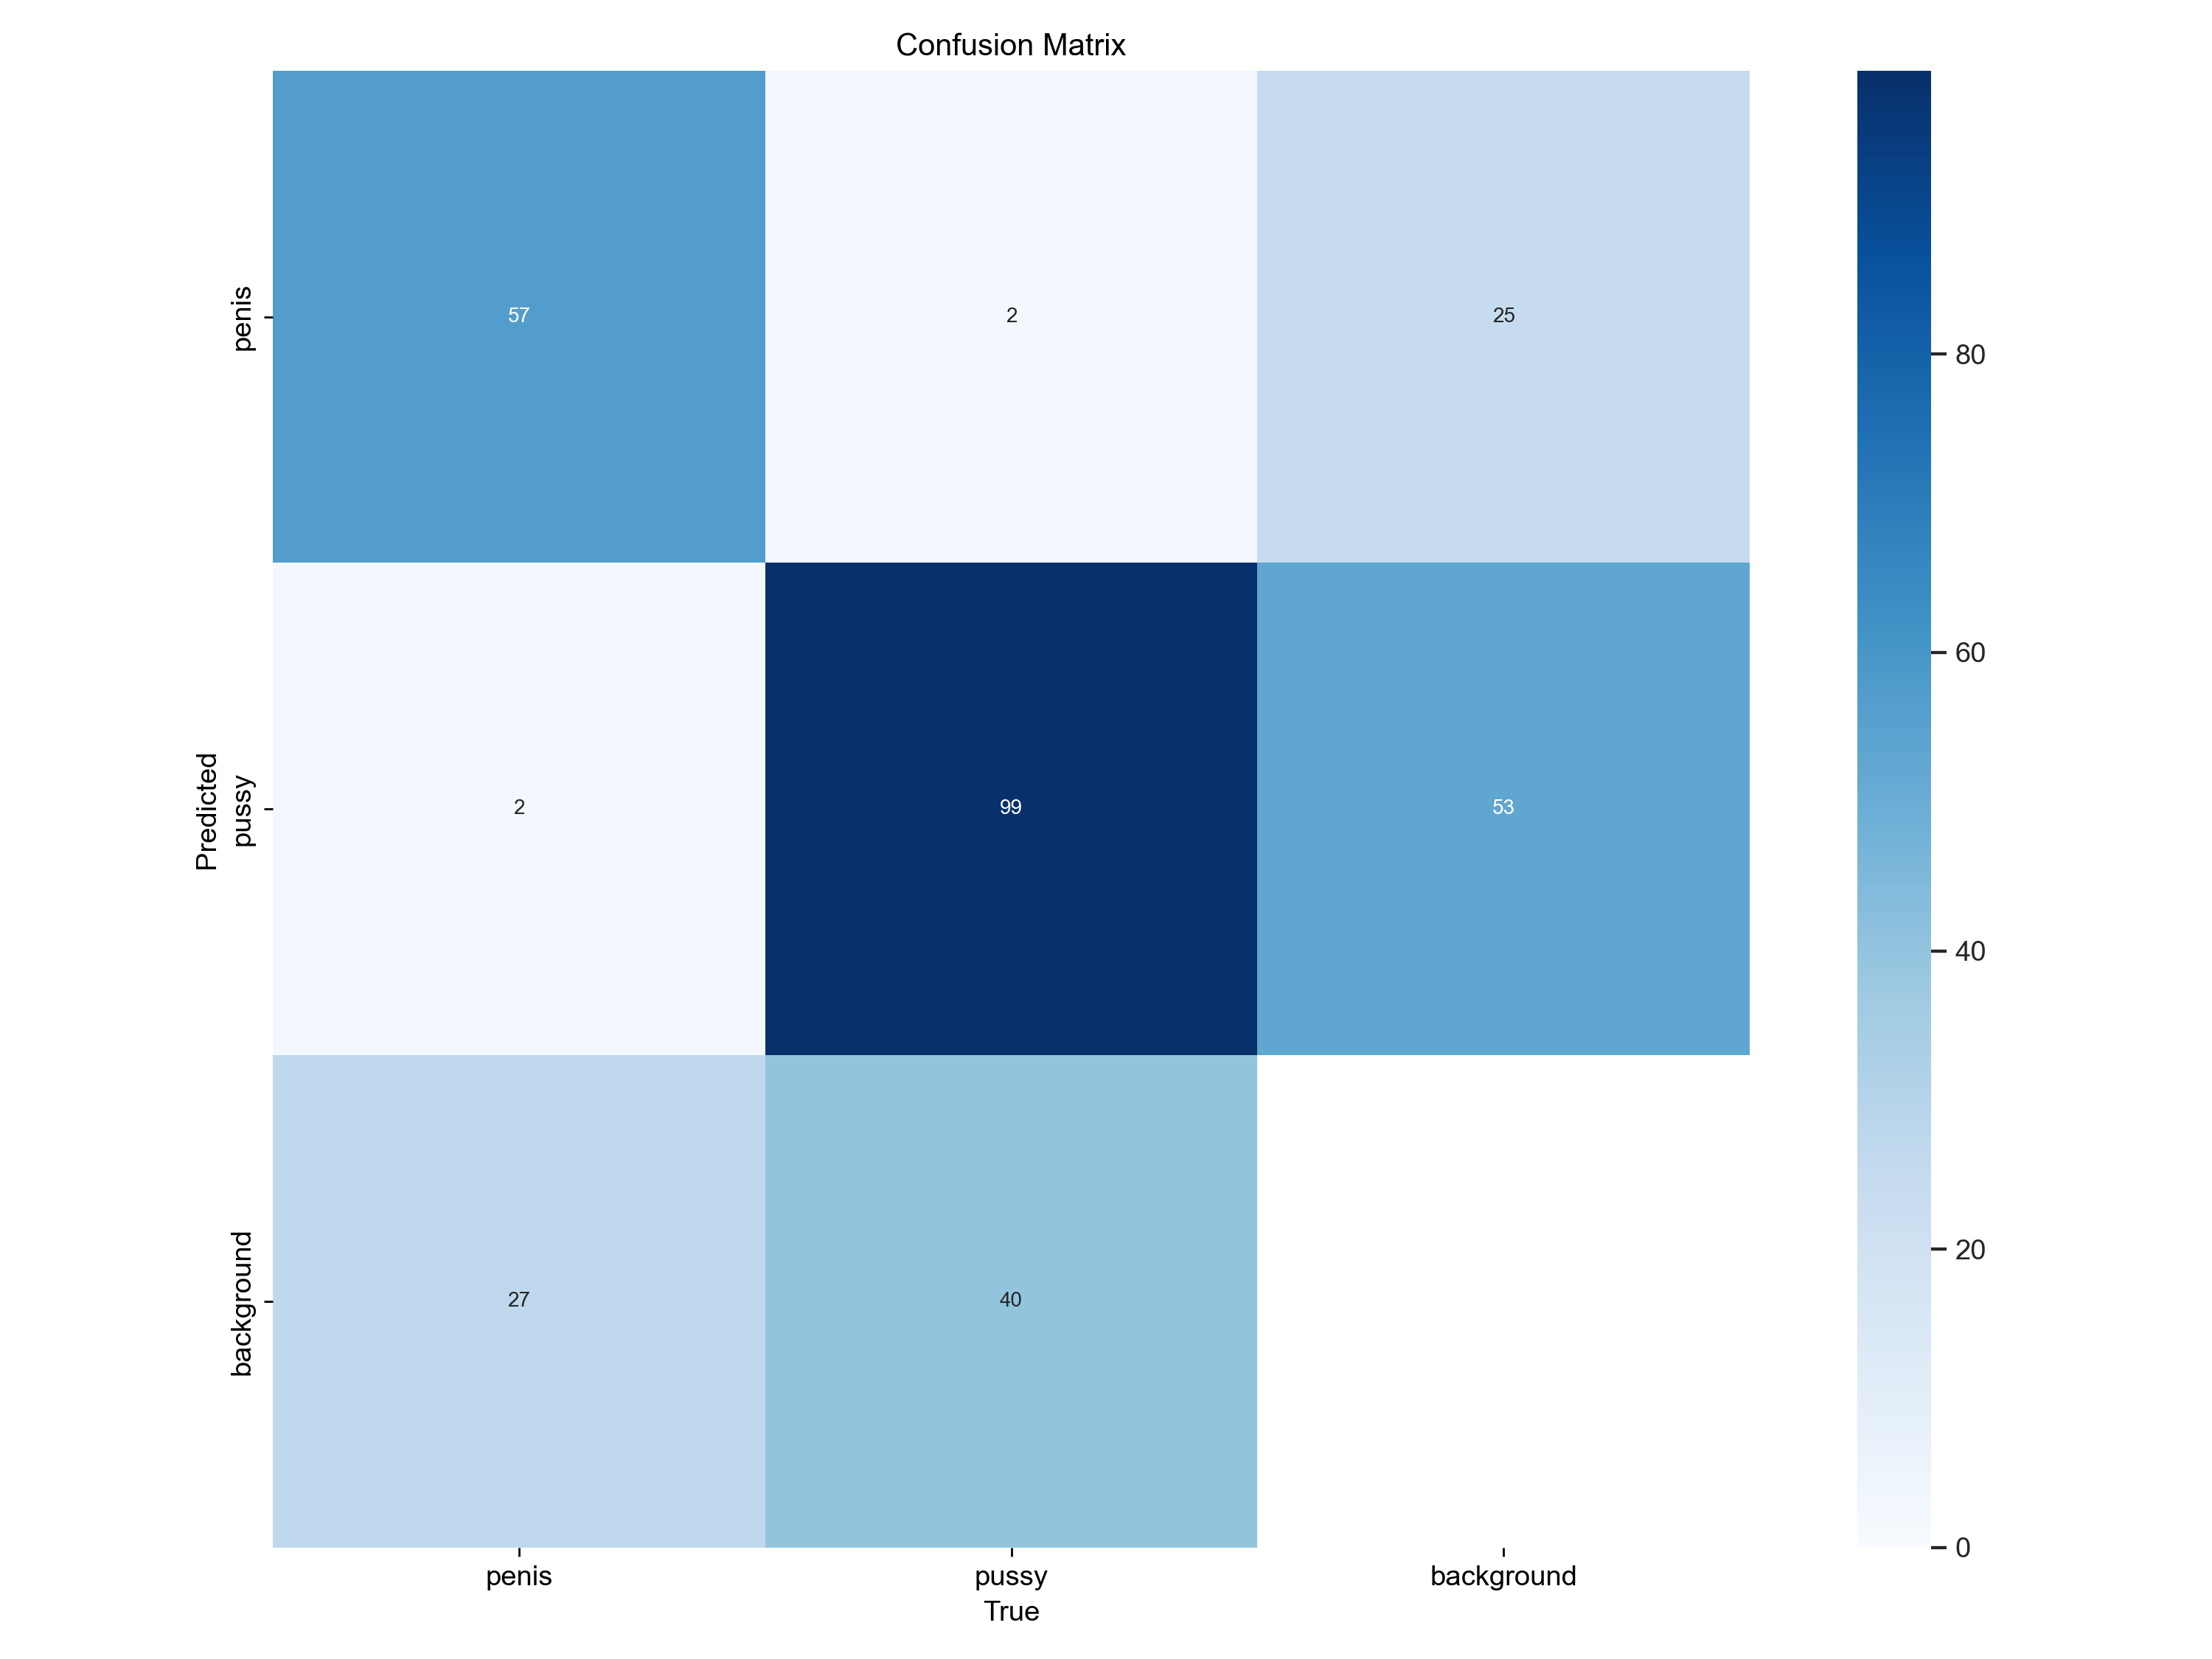 Confusion Matrix
penis
57
2
25
80
60
Predicted
pussy
2
99
53
40
background
27
40
20
0
penis
pussy
background
True